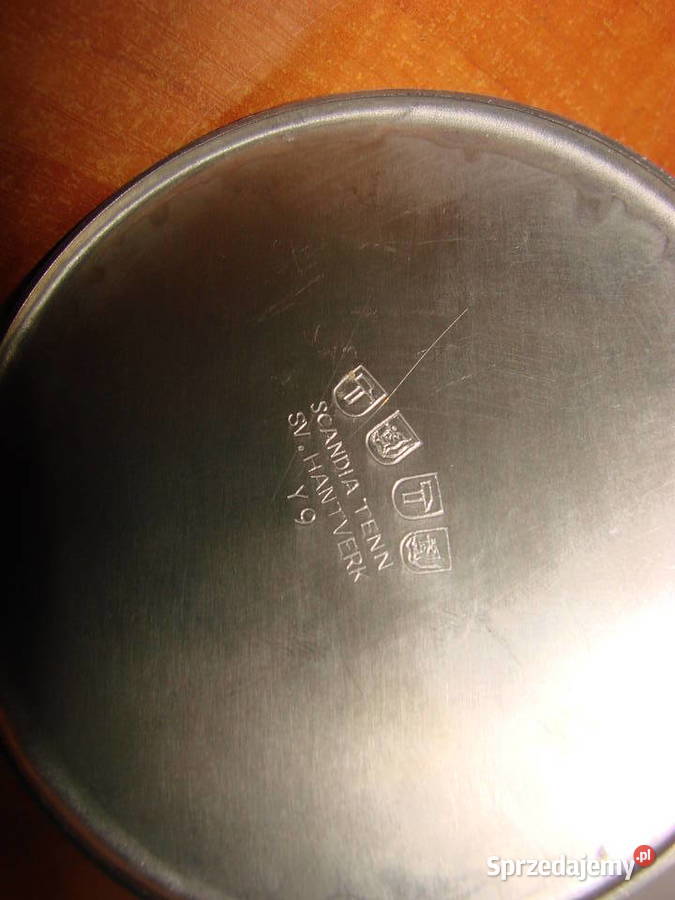 SCANDIA TENN
SV. HANTVERK
Y 9
Sprzedajemy.pl